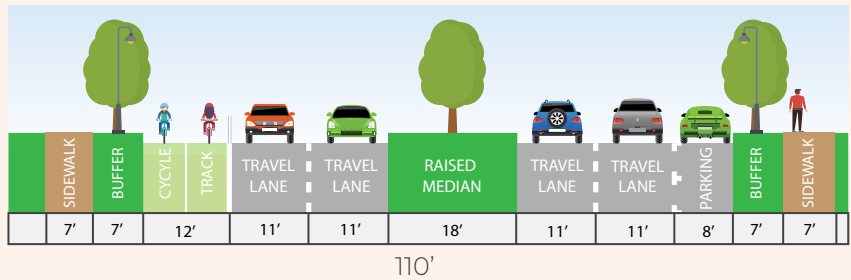 SIDEWALK
BUFFER
CYCYLE
TRACK
TRAVEL
LANE
TRAVEL
LANE
RAISED
MEDIAN
TRAVEL
LANE
TRAVEL
LANE
PARKING
BUFFER
SIDEWALK
7' 7' 12' 11' 11' 18' 11' 11' 8' 7' 7'
110'